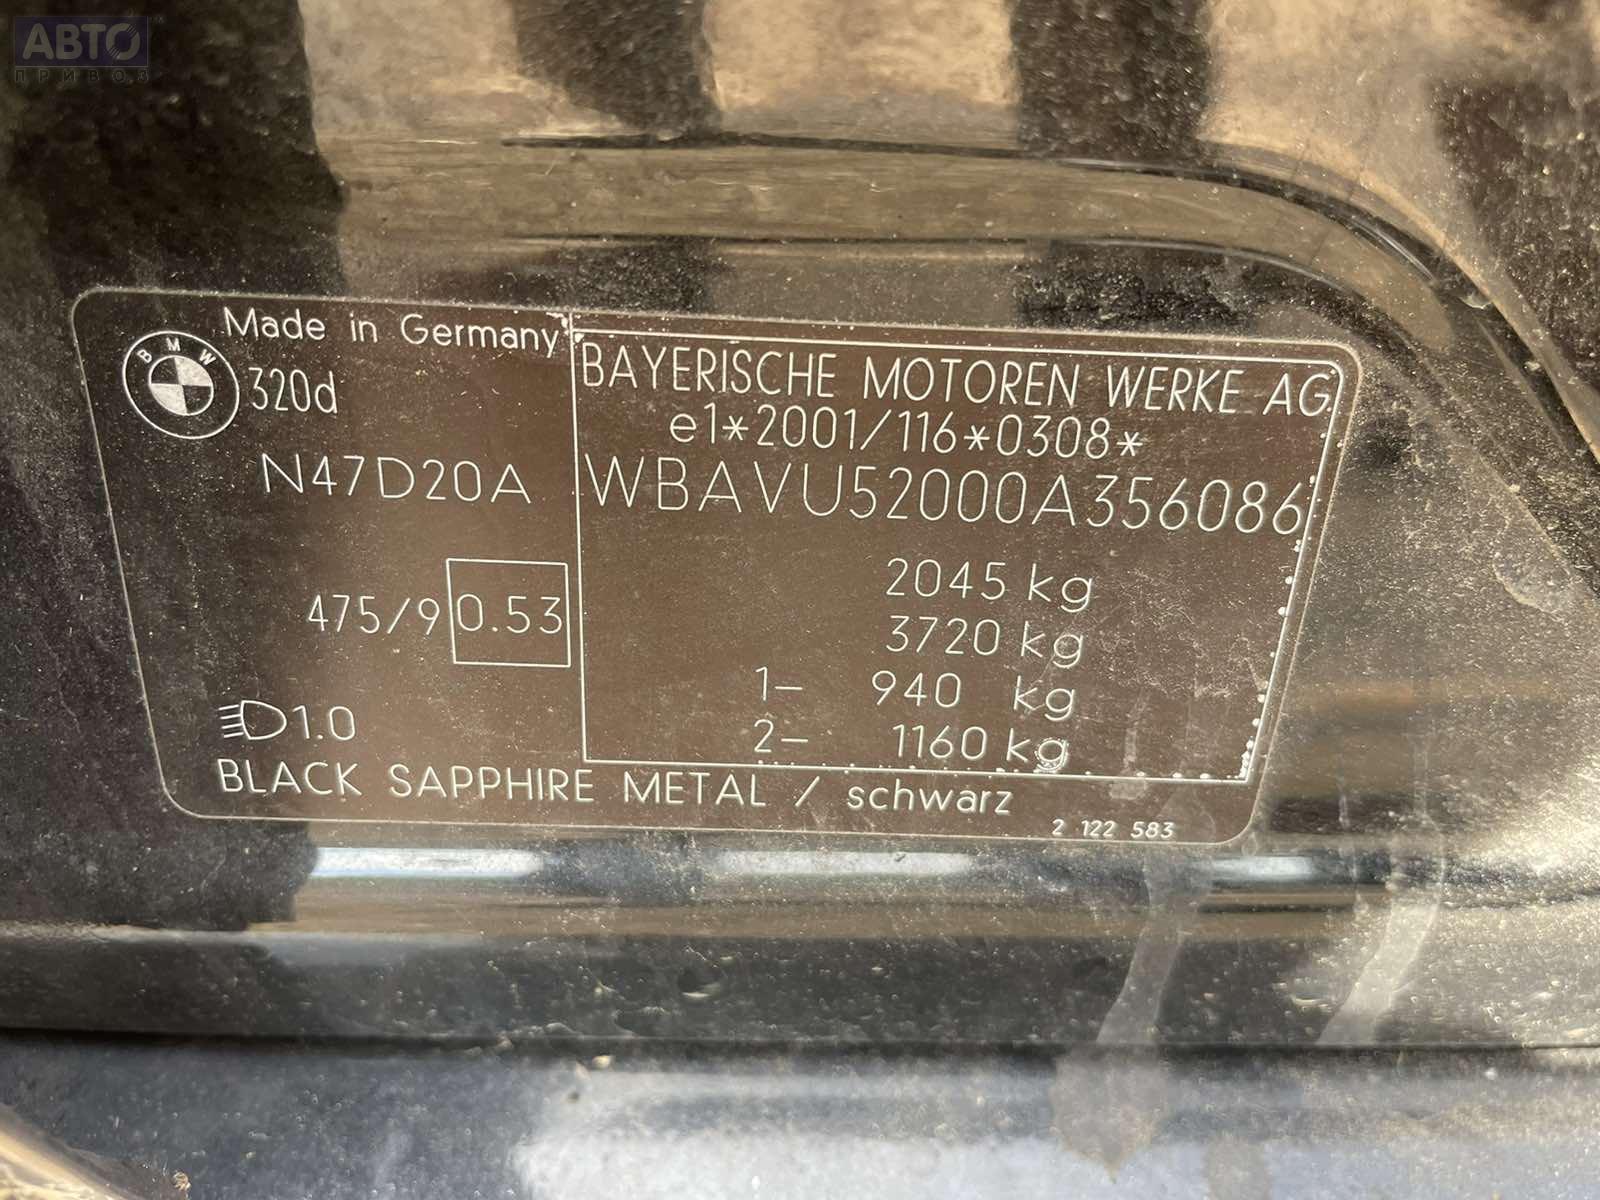 АВТО
ПРИВОЗ
Made in Germany
BMW
320d
N47D20A
475/9 0.53
1.0
BAYERISCHE MOTOREN WERKE AG
e1*2001/116*0308*
WBAVU52000A356086
2045 kg
3720 kg
1- 940 kg
2- 1160 kg
BLACK SAPPHIRE METAL / schwarz
2 122 583